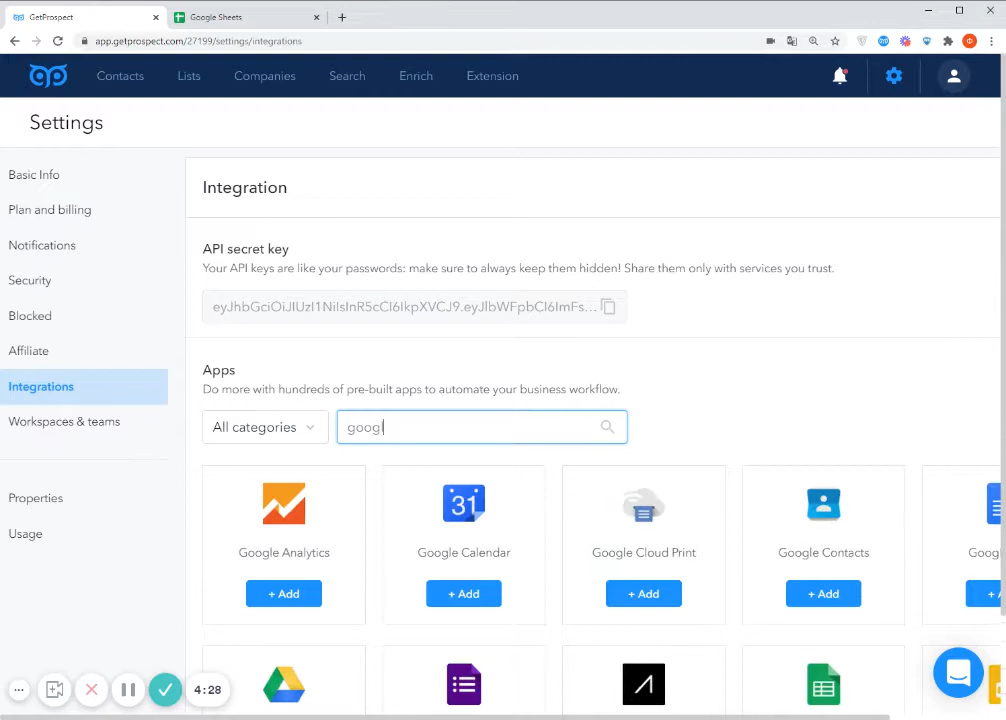 GetProspect
Google Sheets
app.getprospect.com/27199/settings/integrations
Contacts
Lists
Companies
Search
Enrich
Extension
Settings
Basic Info
Plan and billing
Notifications
Security
Blocked
Affiliate
Integrations
Workspaces & teams
Properties
Usage
Integration
API secret key
Your API keys are like your passwords: make sure to always keep them hidden! Share them only with services you trust.
Apps
Do more with hundreds of pre-built apps to automate your business workflow.
All categories
googl
31
Google Analytics
Google Calendar
Google Cloud Print
Google Contacts
Goog
+ Add
+ Add
+ Add
+ Add
+ A
4:28